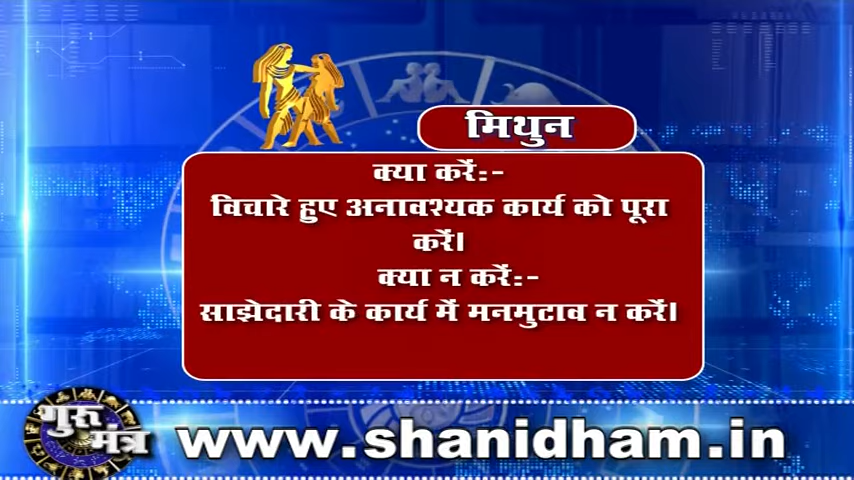 मिथुन
क्या करें:-
विचारे हुए अनावश्यक कार्य को पूरा
करें।
क्या न करें:-
साझेदारी के कार्य में मनमुटाव न करें।
गुरु
मंत्र
www.shanidham.in